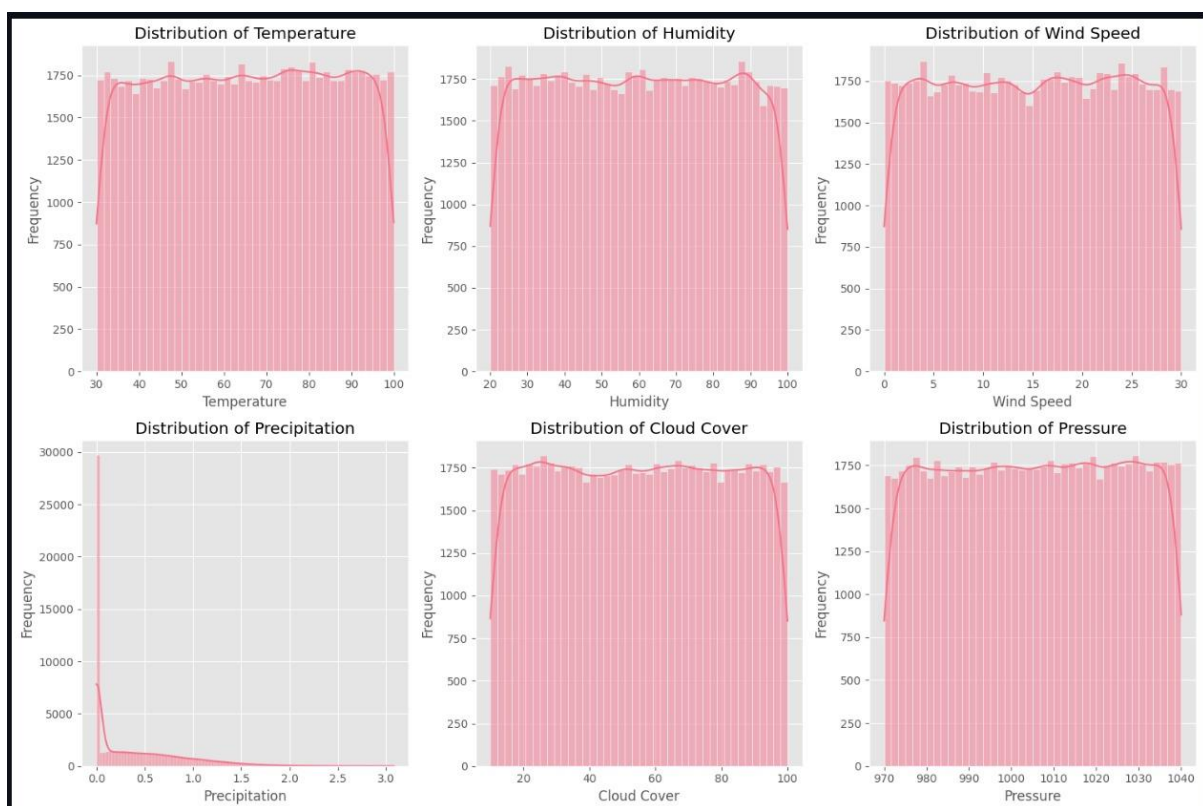 Distribution of Temperature
Frequency
1750
1500
1250
1000
750
500
250
0
30 40 50 60 70 80 90 100
Temperature
Distribution of Humidity
Frequency
1750
1500
1250
1000
750
500
250
0
20 30 40 50 60 70 80 90 100
Humidity
Distribution of Wind Speed
Frequency
1750
1500
1250
1000
750
500
250
0
0 5 10 15 20 25 30
Wind Speed
Distribution of Precipitation
Frequency
30000
25000
20000
15000
10000
5000
0
0.0 0.5 1.0 1.5 2.0 2.5 3.0
Precipitation
Distribution of Cloud Cover
Frequency
1750
1500
1250
1000
750
500
250
0
20 40 60 80 100
Cloud Cover
Distribution of Pressure
Frequency
1750
1500
1250
1000
750
500
250
0
970 980 990 1000 1010 1020 1030 1040
Pressure